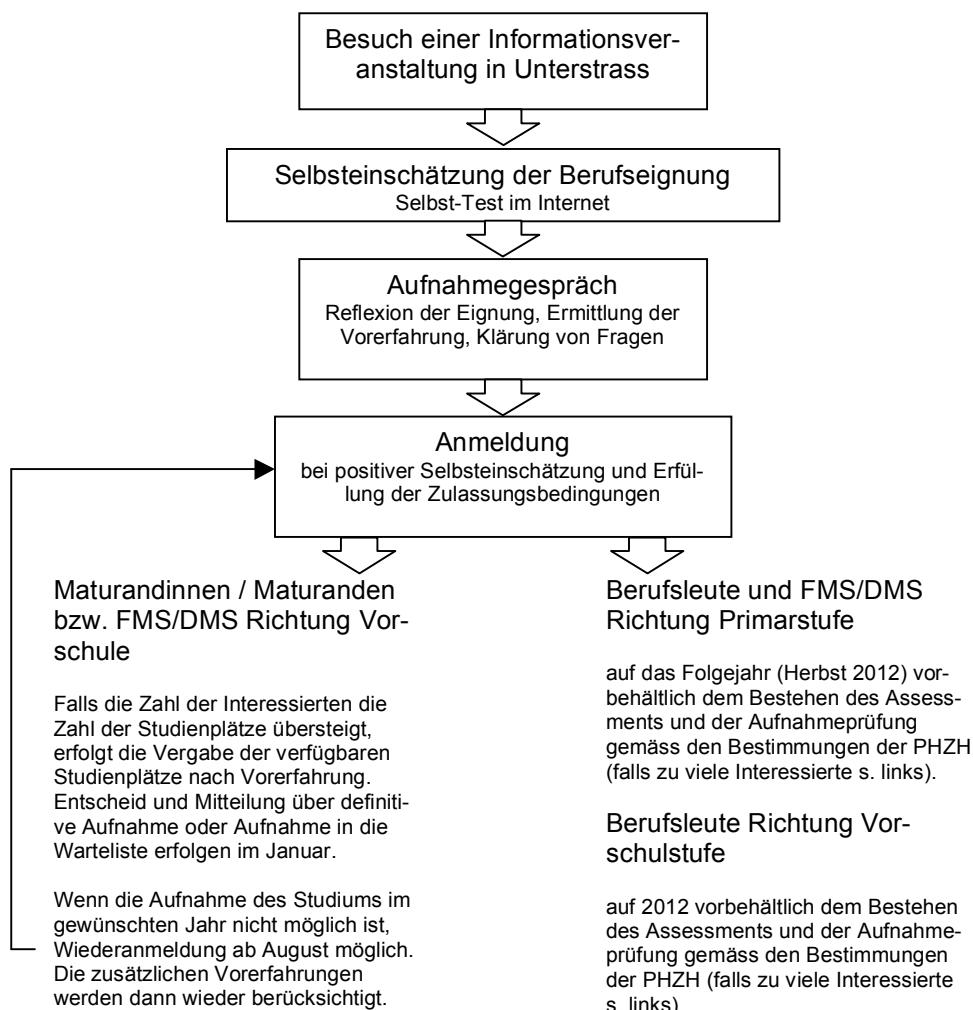 Besuch einer Informationsver-
anstaltung in Unterstrass
Selbsteinschätzung der Berufseignung
Selbst-Test im Internet
Aufnahmegespräch
Reflexion der Eignung, Ermittlung der
Vorerfahrung, Klärung von Fragen
Anmeldung
bei positiver Selbsteinschätzung und Erfül-
lung der Zulassungsbedingungen
Maturandinnen / Maturanden
bzw. FMS/DMS Richtung Vor-
schule
Falls die Zahl der Interessierten die
Zahl der Studienplätze übersteigt,
erfolgt die Vergabe der verfügbaren
Studienplätze nach Vorerfahrung.
Entscheid und Mitteilung über definiti-
ve Aufnahme oder Aufnahme in die
Warteliste erfolgen im Januar.
Wenn die Aufnahme des Studiums im
gewünschten Jahr nicht möglich ist,
Wiederanmeldung ab August möglich.
Die zusätzlichen Vorerfahrungen
werden dann wieder berücksichtigt.
Berufsleute und FMS/DMS
Richtung Primarstufe
auf das Folgejahr (Herbst 2012) vor-
behältlich dem Bestehen des Assess-
ments und der Aufnahmeprüfung
gemäss den Bestimmungen der PHZH
(falls zu viele Interessierte s. links).
Berufsleute Richtung Vor-
schulstufe
auf 2012 vorbehältlich dem Bestehen
des Assessments und der Aufnahme-
prüfung gemäss den Bestimmungen
der PHZH (falls zu viele Interessierte
s. links)